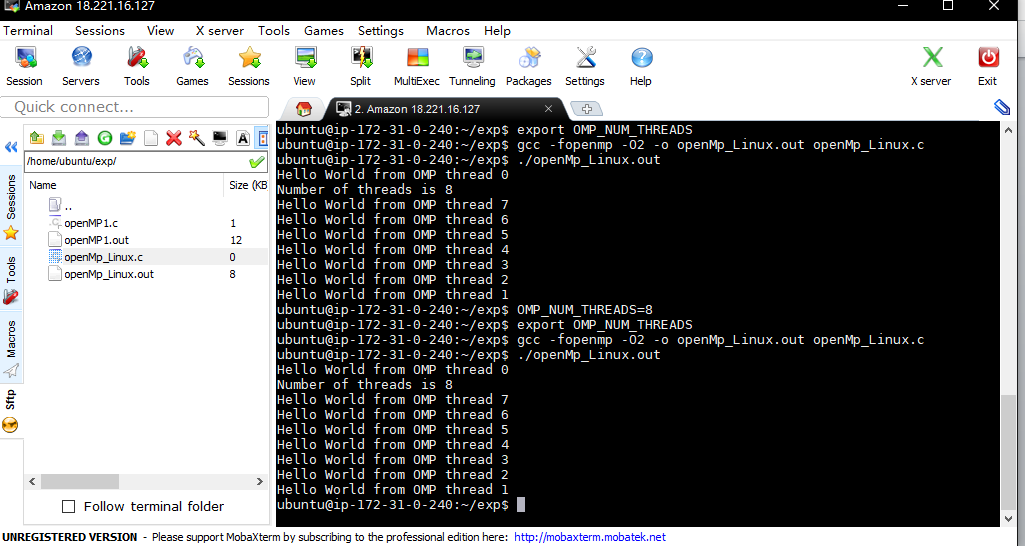 Amazon 18.221.16.127
Terminal Sessions View X server Tools Games Settings Macros Help
Session Servers Tools Games Sessions View Split MultiExec Tunneling Packages Settings Help X server Exit
Quick connect...
2. Amazon 18.221.16.127
/home/ubuntu/exp/
Name Size (KB
..
openMP1.c 1
openMP1.out 12
openMp_Linux.c 0
openMp_Linux.out 8
Sessions
Tools
Macros
Sftp
Follow terminal folder
ubuntu@ip-172-31-0-240:~/exp$ export OMP_NUM_THREADS
ubuntu@ip-172-31-0-240:~/exp$ gcc -fopenmp -O2 -o openMp_Linux.out openMp_Linux.c
ubuntu@ip-172-31-0-240:~/exp$ ./openMp_Linux.out
Hello World from OMP thread 0
Number of threads is 8
Hello World from OMP thread 7
Hello World from OMP thread 6
Hello World from OMP thread 5
Hello World from OMP thread 4
Hello World from OMP thread 3
Hello World from OMP thread 2
Hello World from OMP thread 1
ubuntu@ip-172-31-0-240:~/exp$ OMP_NUM_THREADS=8
ubuntu@ip-172-31-0-240:~/exp$ export OMP_NUM_THREADS
ubuntu@ip-172-31-0-240:~/exp$ gcc -fopenmp -O2 -o openMp_Linux.out openMp_Linux.c
ubuntu@ip-172-31-0-240:~/exp$ ./openMp_Linux.out
Hello World from OMP thread 0
Number of threads is 8
Hello World from OMP thread 7
Hello World from OMP thread 6
Hello World from OMP thread 5
Hello World from OMP thread 4
Hello World from OMP thread 3
Hello World from OMP thread 2
Hello World from OMP thread 1
ubuntu@ip-172-31-0-240:~/exp$
UNREGISTERED VERSION - Please support MobaXterm by subscribing to the professional edition here: http://mobaxterm.mobatek.net